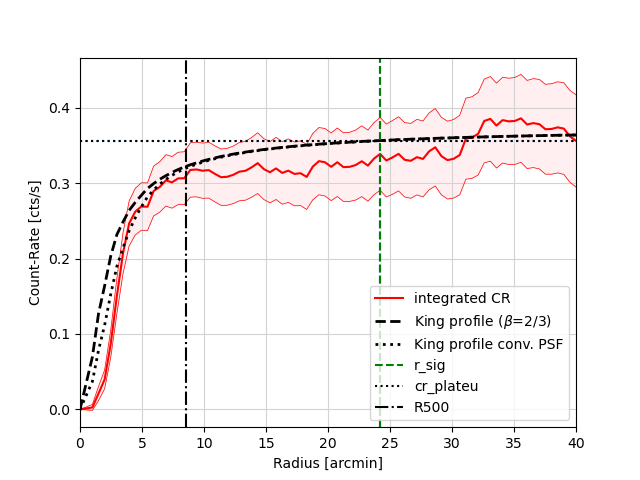 0.4
0.3
0.2
0.1
0.0
Count-Rate [cts/s]
integrated CR
King profile (β=2/3)
King profile conv. PSF
r_sig
cr_plateu
R500
0 5 10 15 20 25 30 35 40
Radius [arcmin]